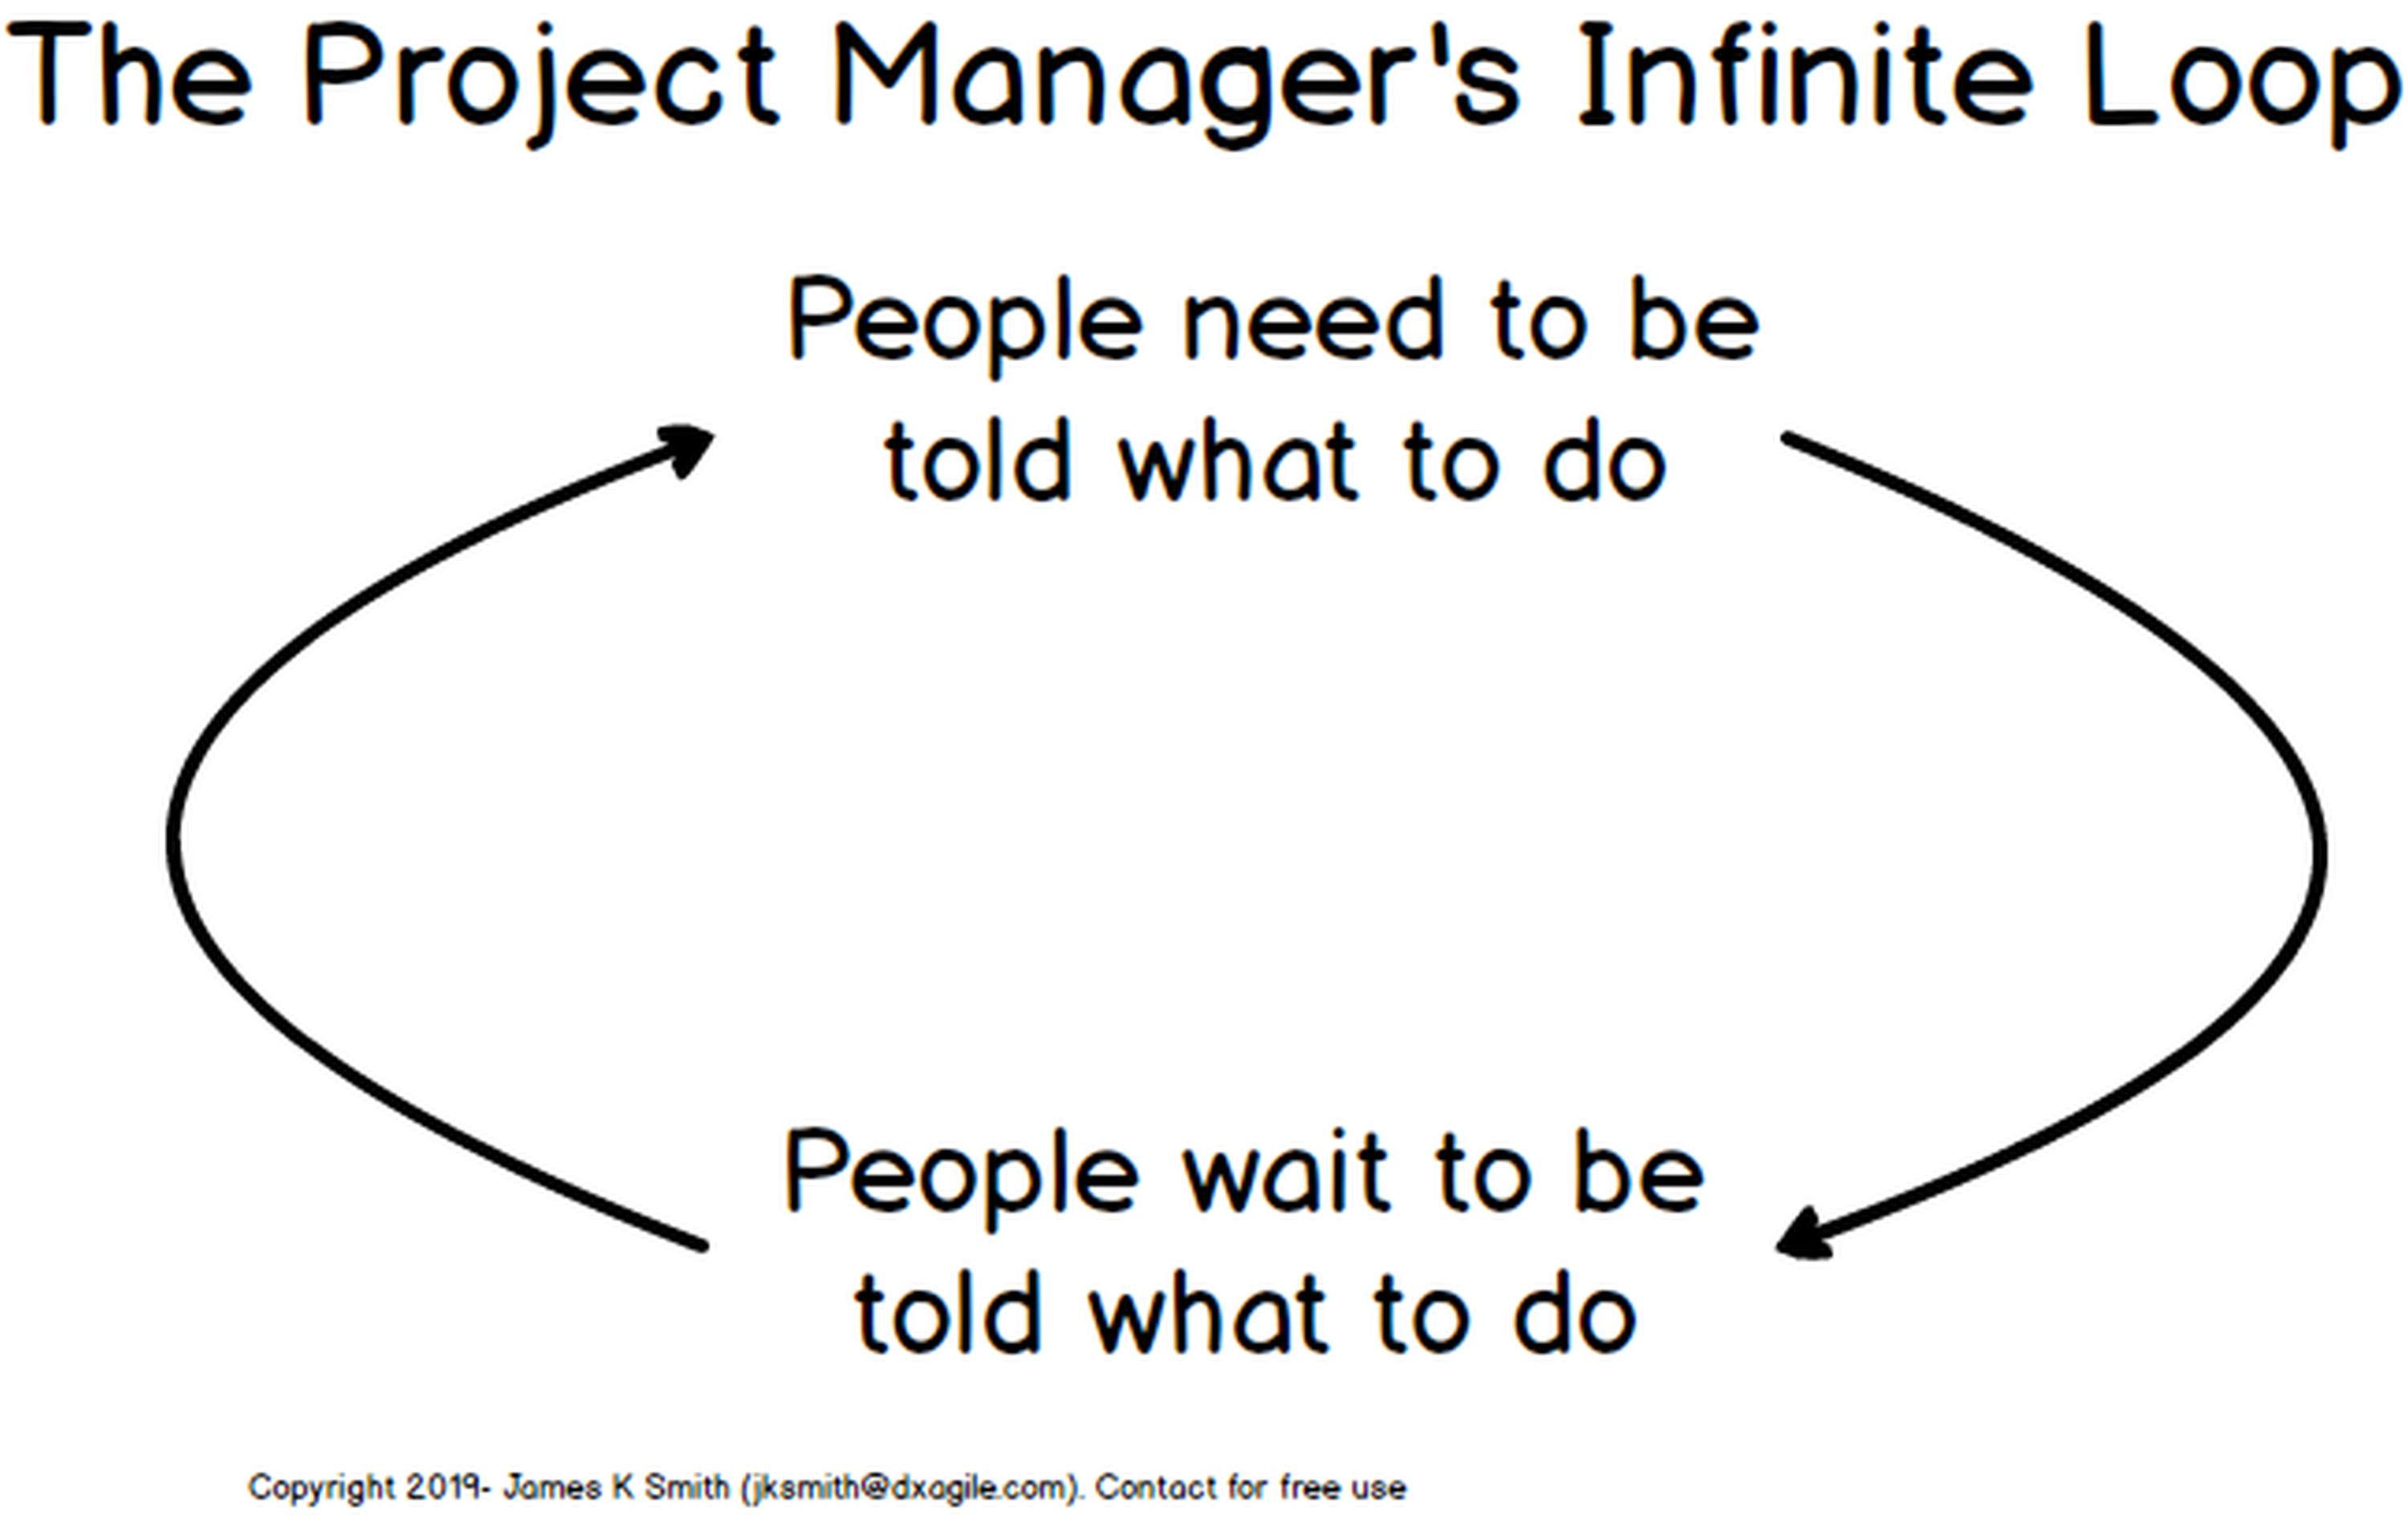 The Project Manager's Infinite Loop
People need to be
told what to do
People wait to be
told what to do
Copyright 2019- James K Smith (jksmith@dxagile.com). Contact for free use